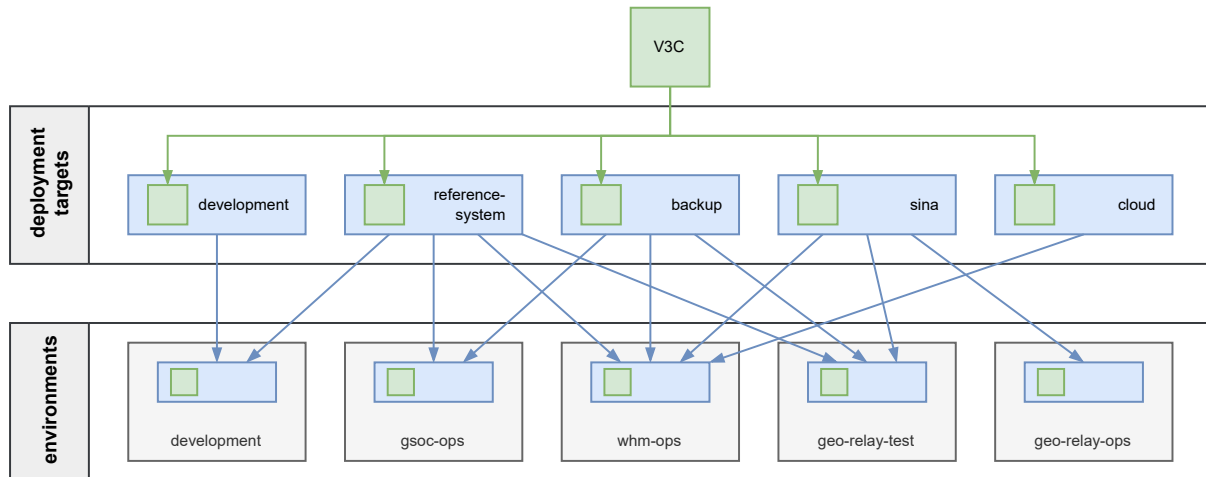 V3C
deployment
targets
development
reference-
system
backup
sina
cloud
environments
development
gsoc-ops
whm-ops
geo-relay-test
geo-relay-ops